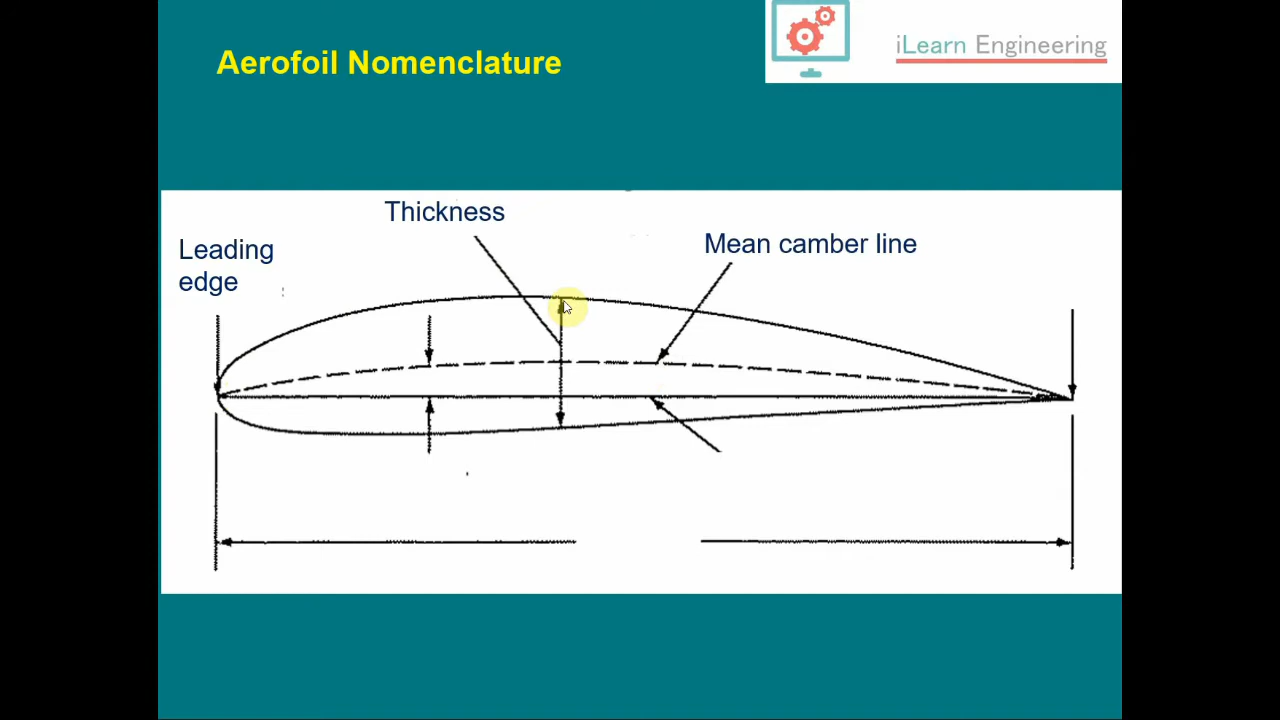 Aerofoil Nomenclature
iLearn Engineering
Thickness
Mean camber line
Leading
edge